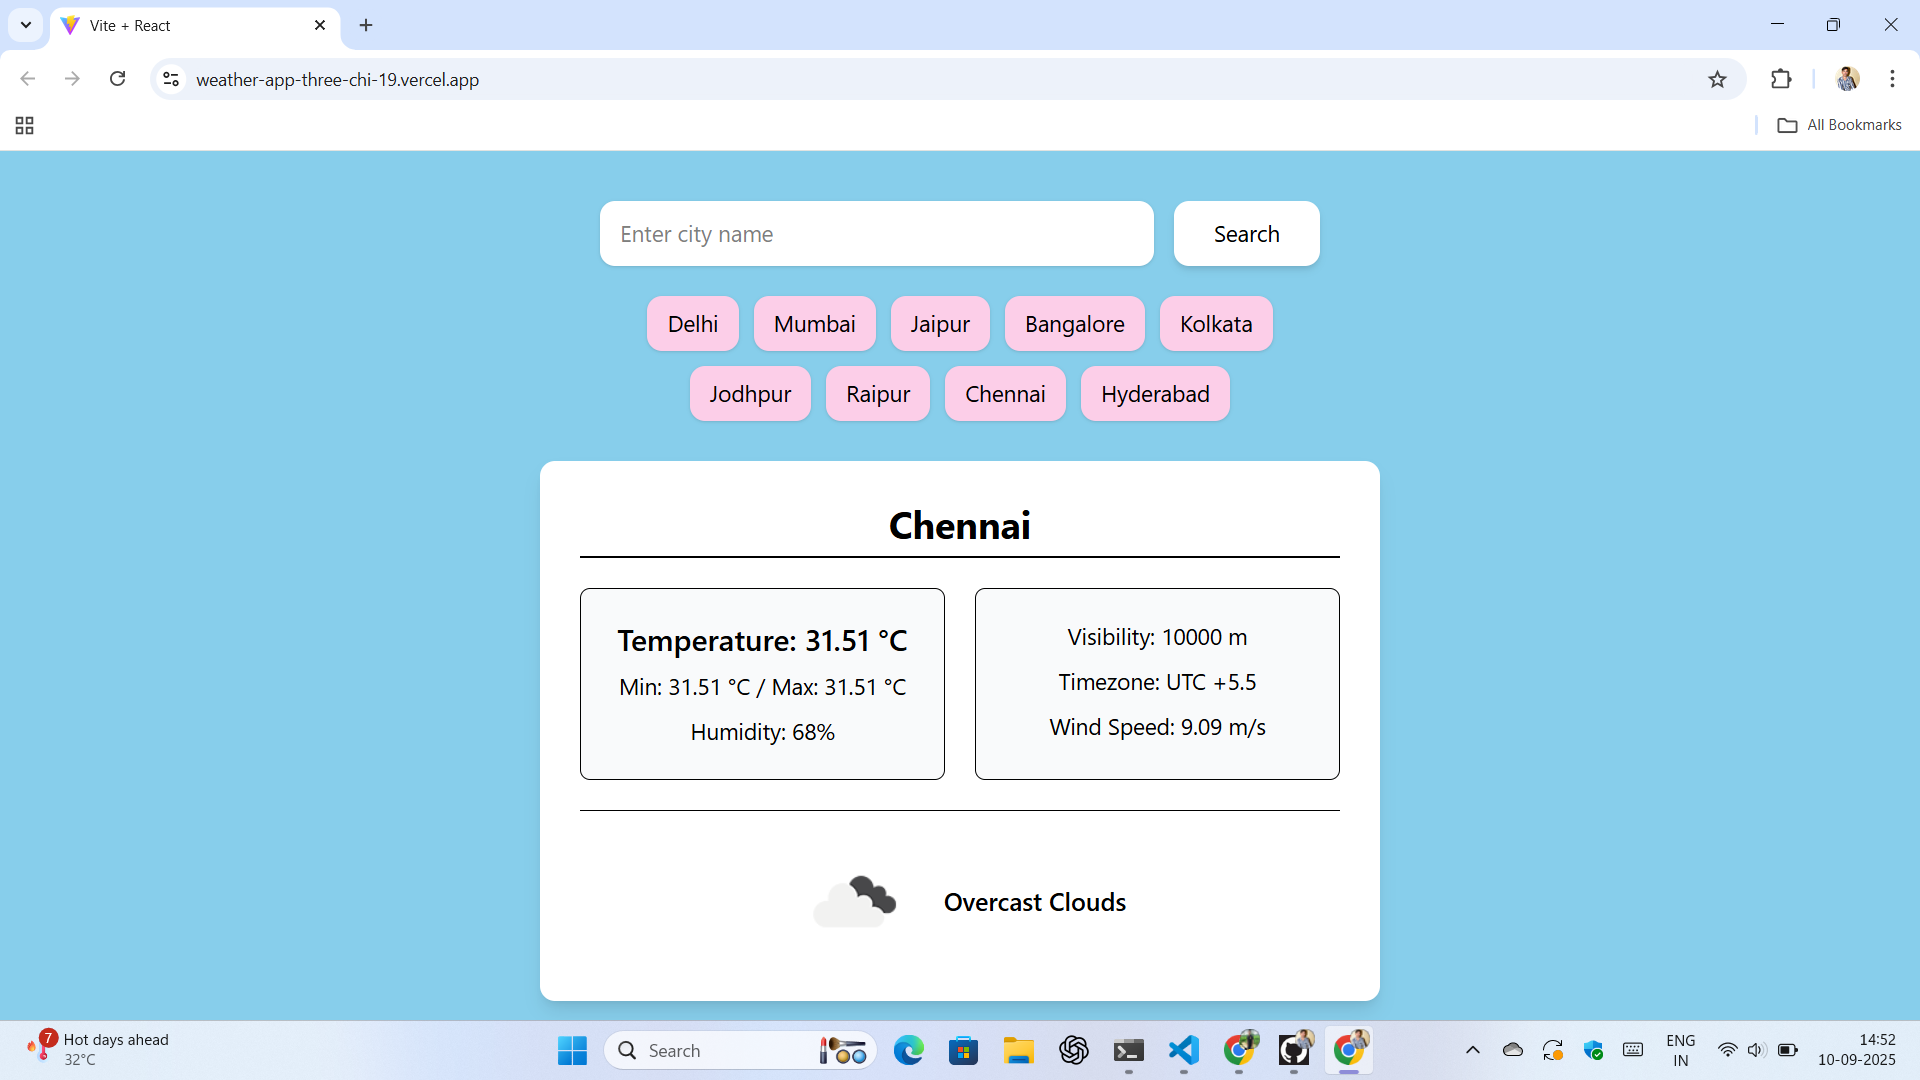 Vite + React
weather-app-three-chi-19.vercel.app
All Bookmarks
Enter city name
Search
Delhi
Mumbai
Jaipur
Bangalore
Kolkata
Jodhpur
Raipur
Chennai
Hyderabad
Chennai
Temperature: 31.51 °C
Min: 31.51 °C / Max: 31.51 °C
Humidity: 68%
Visibility: 10000 m
Timezone: UTC +5.5
Wind Speed: 9.09 m/s
Overcast Clouds
7
Hot days ahead
32°C
Search
ENG
IN
14:52
10-09-2025